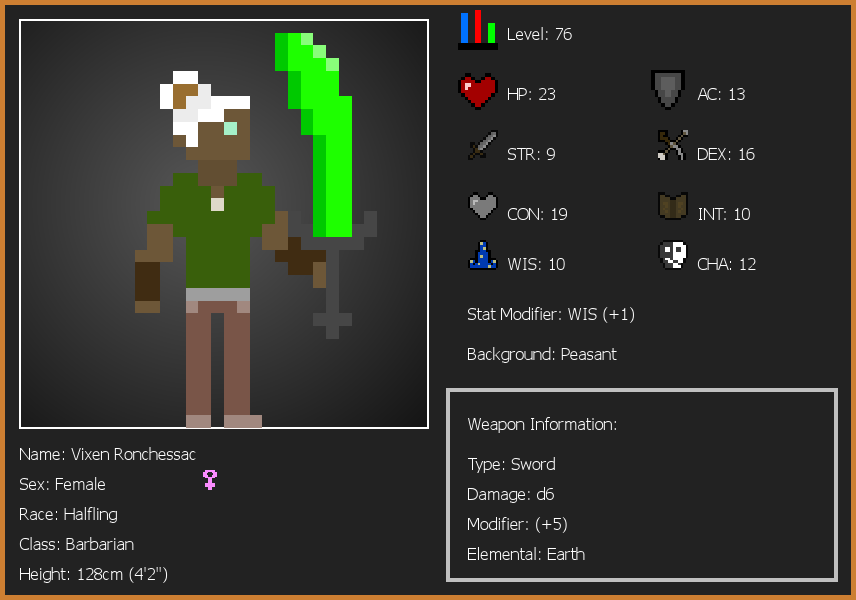 Level: 76
HP: 23
AC: 13
STR: 9
DEX: 16
CON: 19
INT: 10
WIS: 10
CHA: 12
Stat Modifier: WIS (+1)
Background: Peasant
Weapon Information:
Type: Sword
Damage: d6
Modifier: (+5)
Elemental: Earth
Name: Vixen Ronchessac
Sex: Female
Race: Halfling
Class: Barbarian
Height: 128cm (4'2")